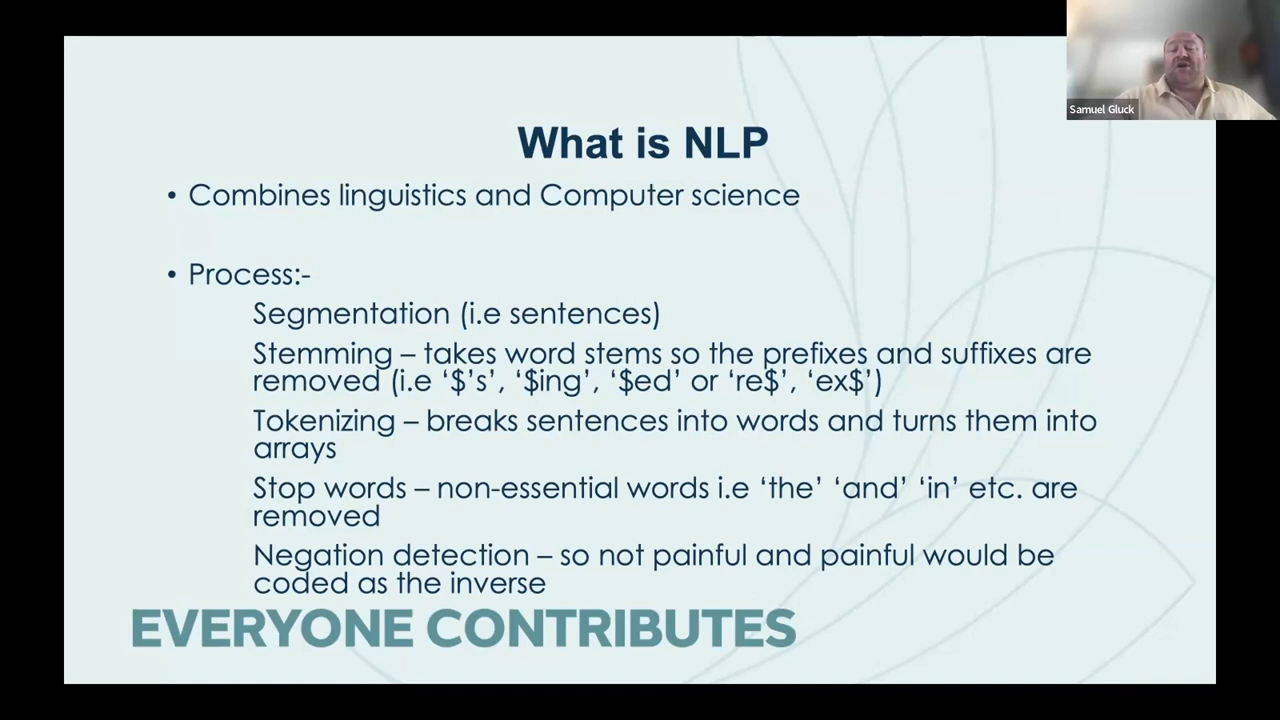 Samuel Gluck
What is NLP
• Combines linguistics and Computer science
• Process:-
Segmentation (i.e sentences)
Stemming – takes word stems so the prefixes and suffixes are
removed (i.e ‘$’s’, ‘$ing’, ‘$ed’ or ‘re$’, ‘ex$’)
Tokenizing – breaks sentences into words and turns them into
arrays
Stop words – non-essential words i.e ‘the’ ‘and’ ‘in’ etc. are
removed
Negation detection – so not painful and painful would be
coded as the inverse
EVERYONE CONTRIBUTES